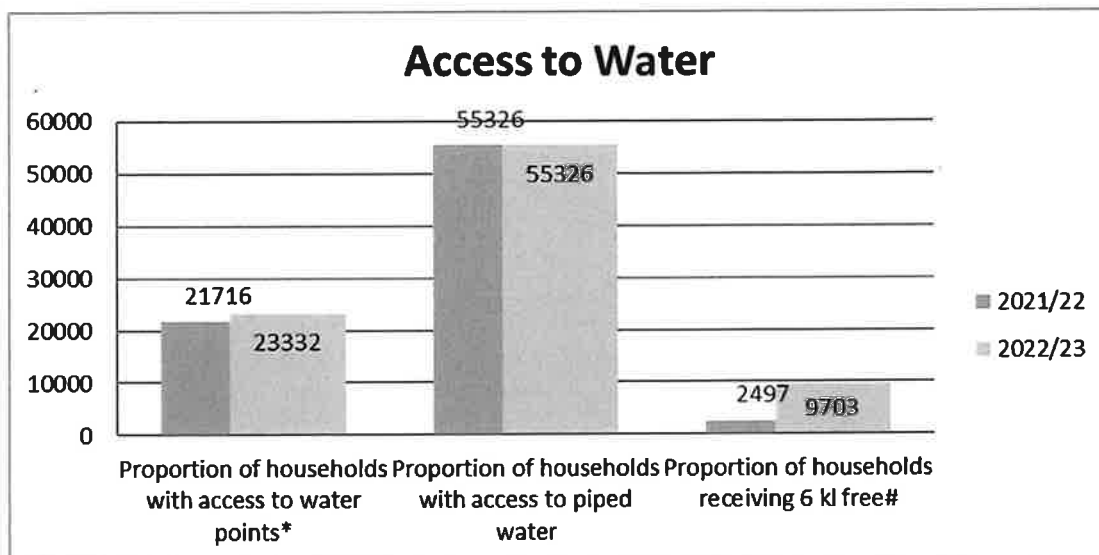 Access to Water
60000
50000
40000
30000
20000
10000
0
21716
23332
55326
55326
2497
9703
Proportion of households
with access to water
points*
Proportion of households
with access to piped
water
Proportion of households
receiving 6 kl free#
2021/22
2022/23